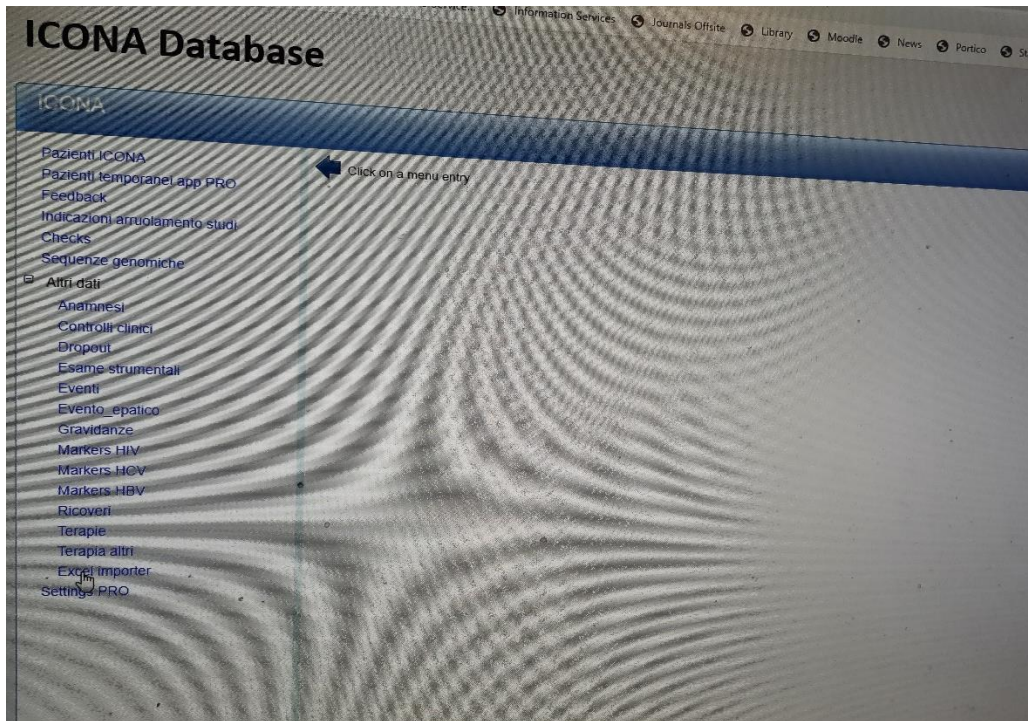 Information Services Journals Offsite Library Moodle News Portico
ICONA Database
ICONA
Click on a menu entry
Pazienti ICONA
Pazienti temporanei app PRO
Feedback
Indicazioni arruolamento studi
Checks
Sequenze genomiche
Altri dati
Anamnesi
Controlli clinici
Dropout
Esame strumentali
Eventi
Evento_epatico
Gravidanze
Markers HIV
Markers HCV
Markers HBV
Ricoveri
Terapie
Terapia altri
Excel importer
Settings PRO